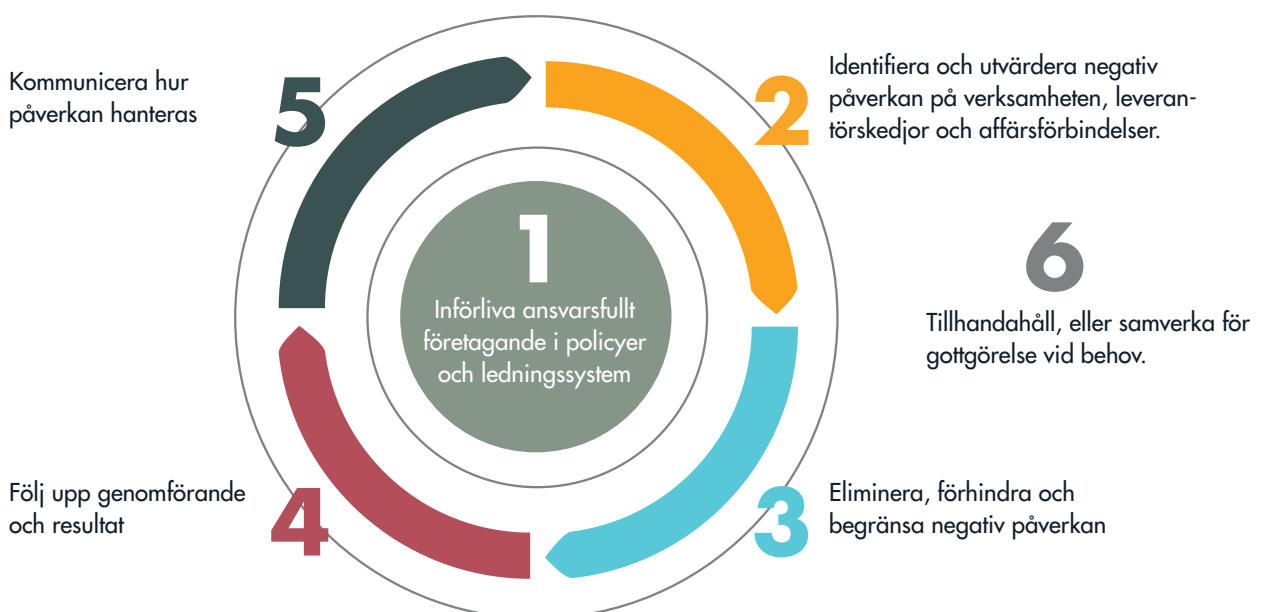 1
Införliva ansvarsfullt
företagande i policyer
och ledningssystem
2
Identifiera och utvärdera negativ
påverkan på verksamheten, leveran-
törskedjor och affärsförbindelser.
3
Eliminera, förhindra och
begränsa negativ påverkan
4
Följ upp genomförande
och resultat
5
Kommunicera hur
påverkan hanteras
6
Tillhandahåll, eller samverka för
gottgörelse vid behov.